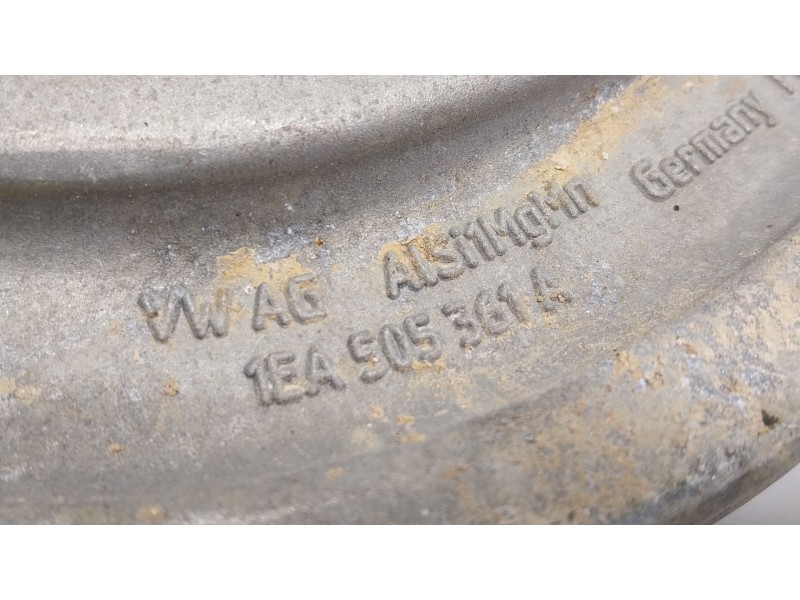 VW AG AlSi1MgMn Germany
1EA 505 361 A